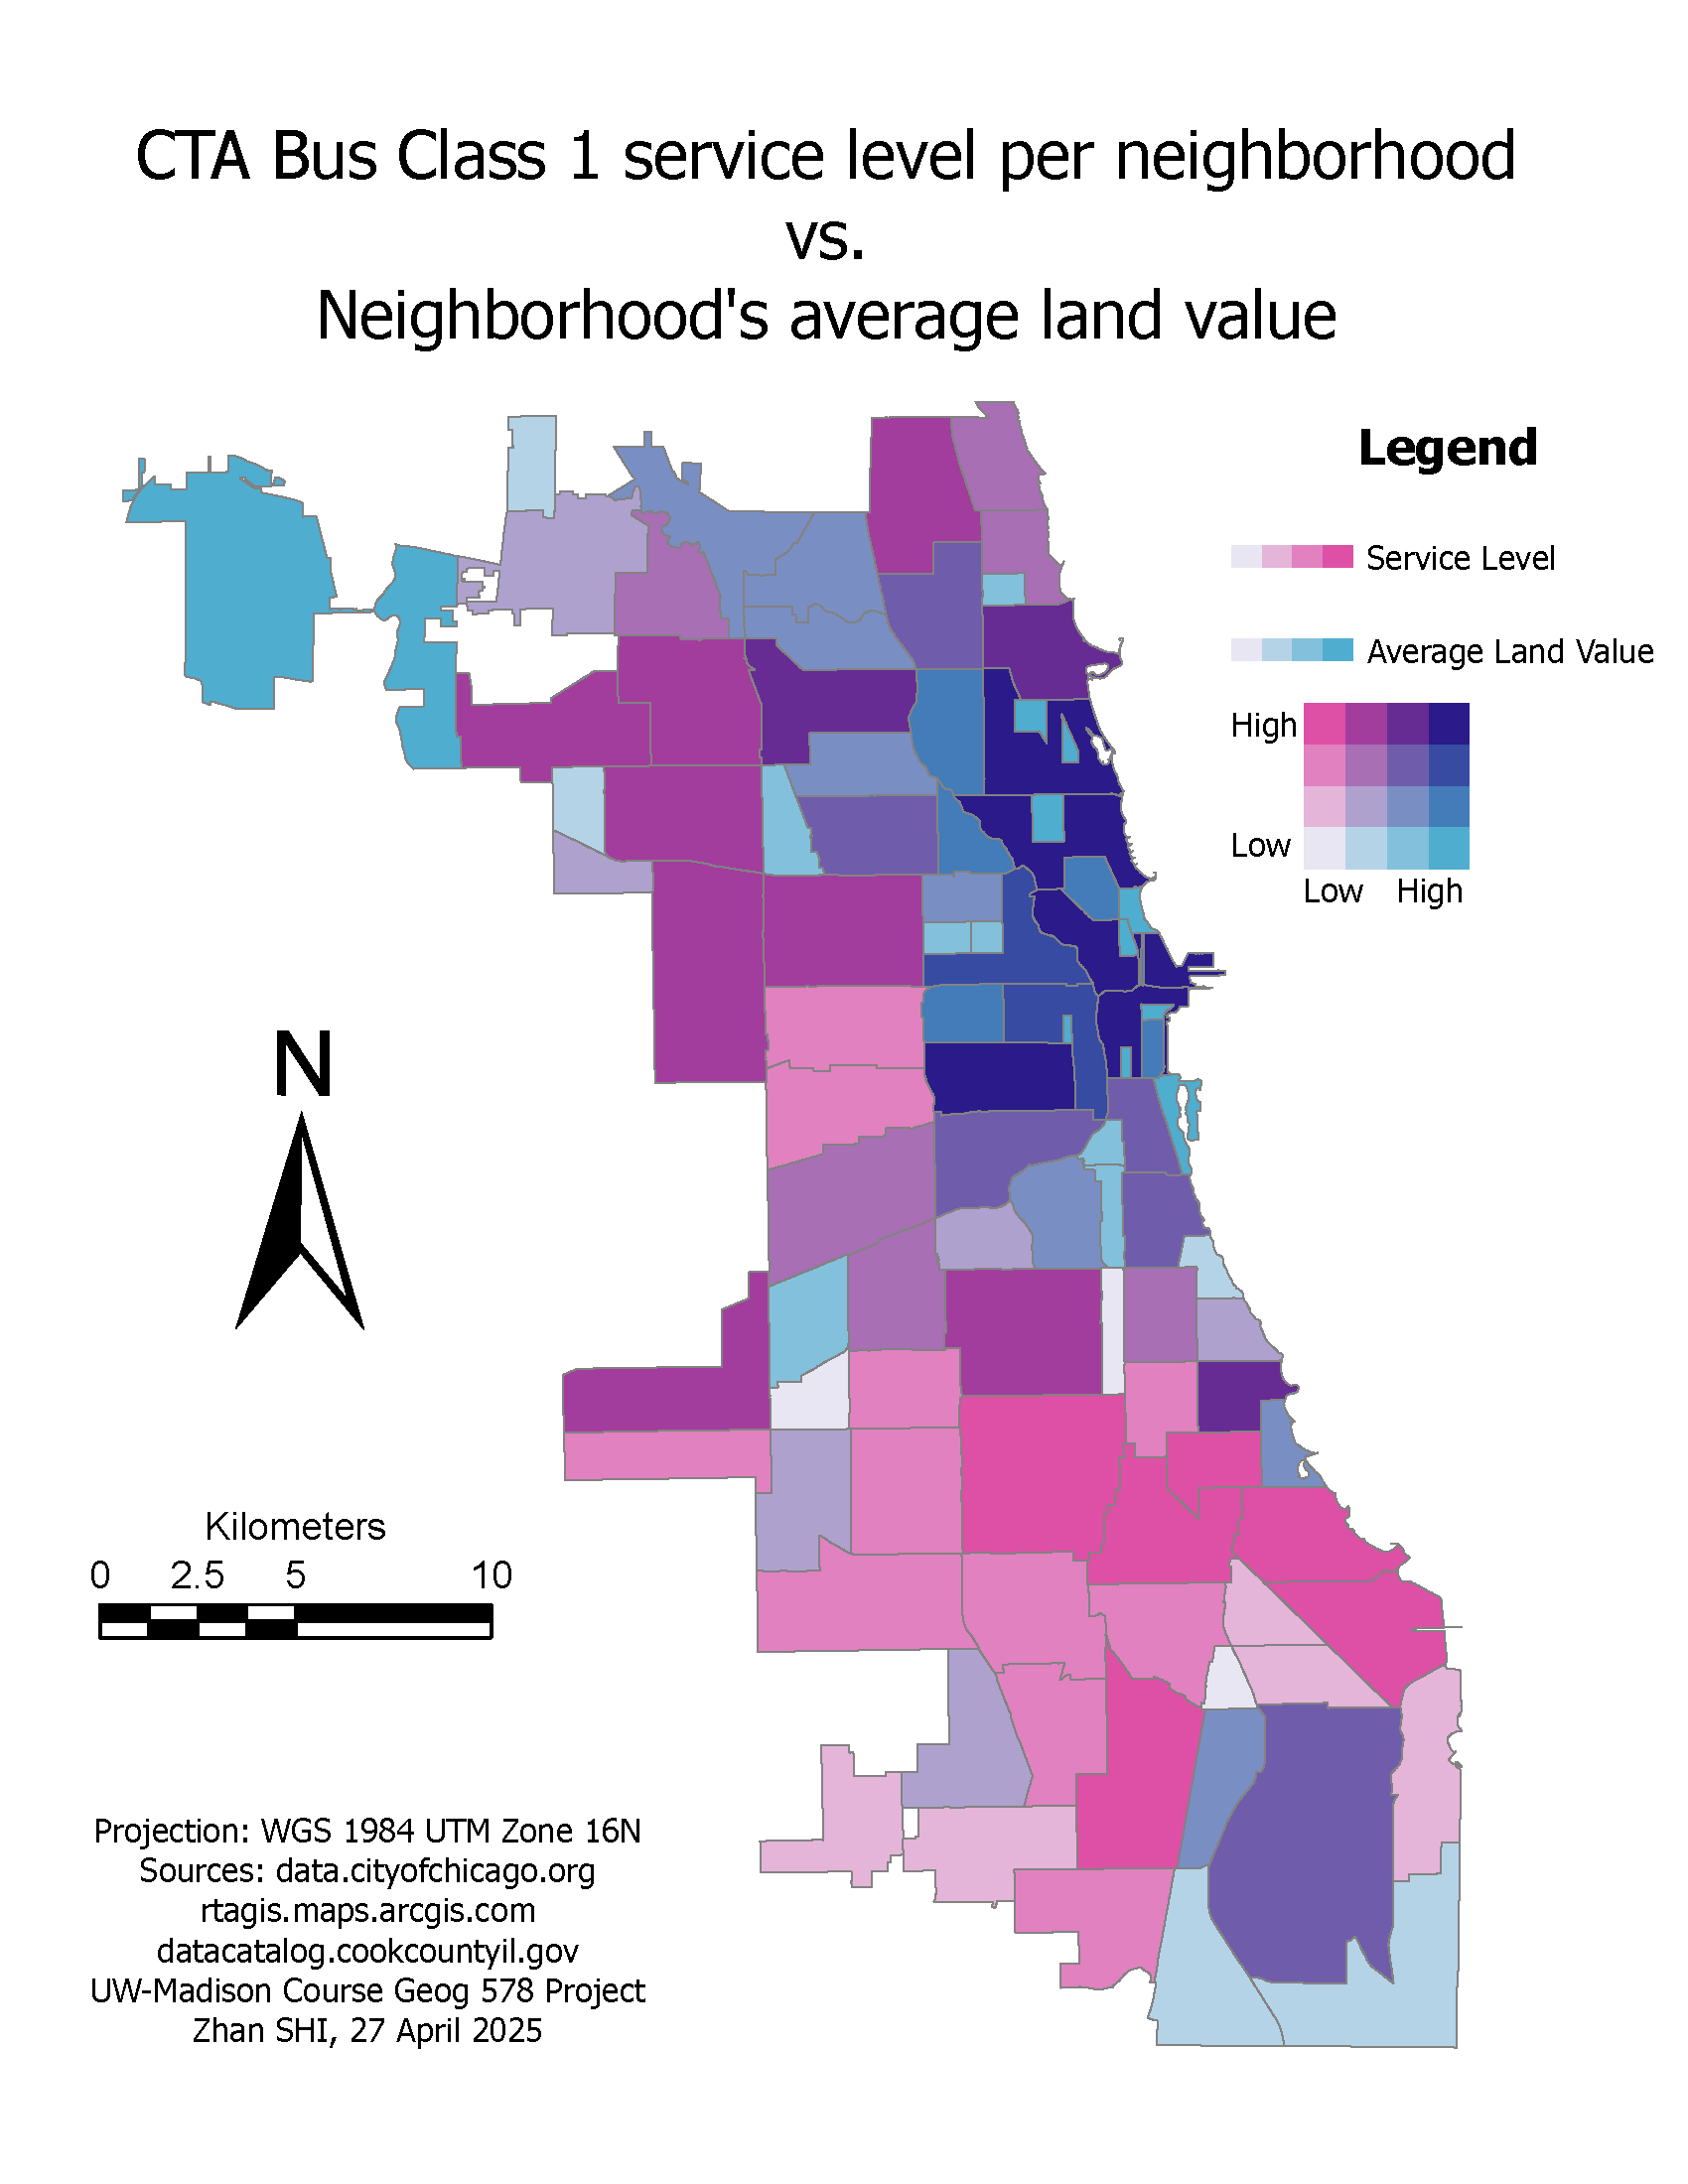 CTA Bus Class 1 service level per neighborhood
vs.
Neighborhood's average land value
Legend
Service Level
Average Land Value
High
Low
Low High
N
Kilometers
0 2.5 5 10
Projection: WGS 1984 UTM Zone 16N
Sources: data.cityofchicago.org
rtagis.maps.arcgis.com
datacatalog.cookcountyil.gov
UW-Madison Course Geog 578 Project
Zhan SHI, 27 April 2025